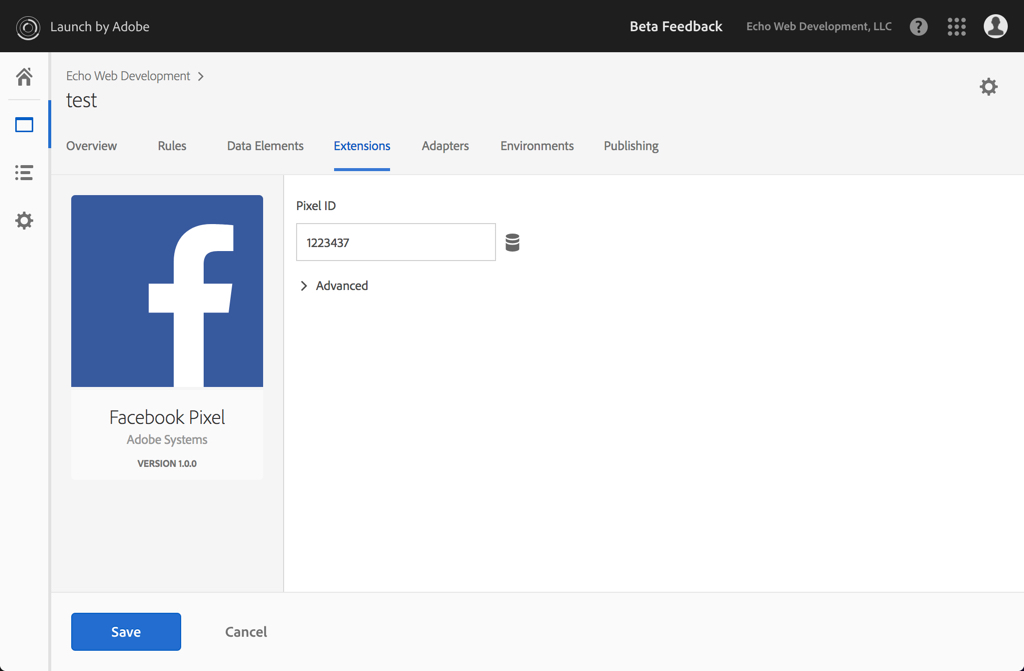 Launch by Adobe
Beta Feedback
Echo Web Development, LLC
?
Echo Web Development
test
Overview
Rules
Data Elements
Extensions
Adapters
Environments
Publishing
f
Facebook Pixel
Adobe Systems
VERSION 1.0.0
Pixel ID
1223437
Advanced
Save
Cancel